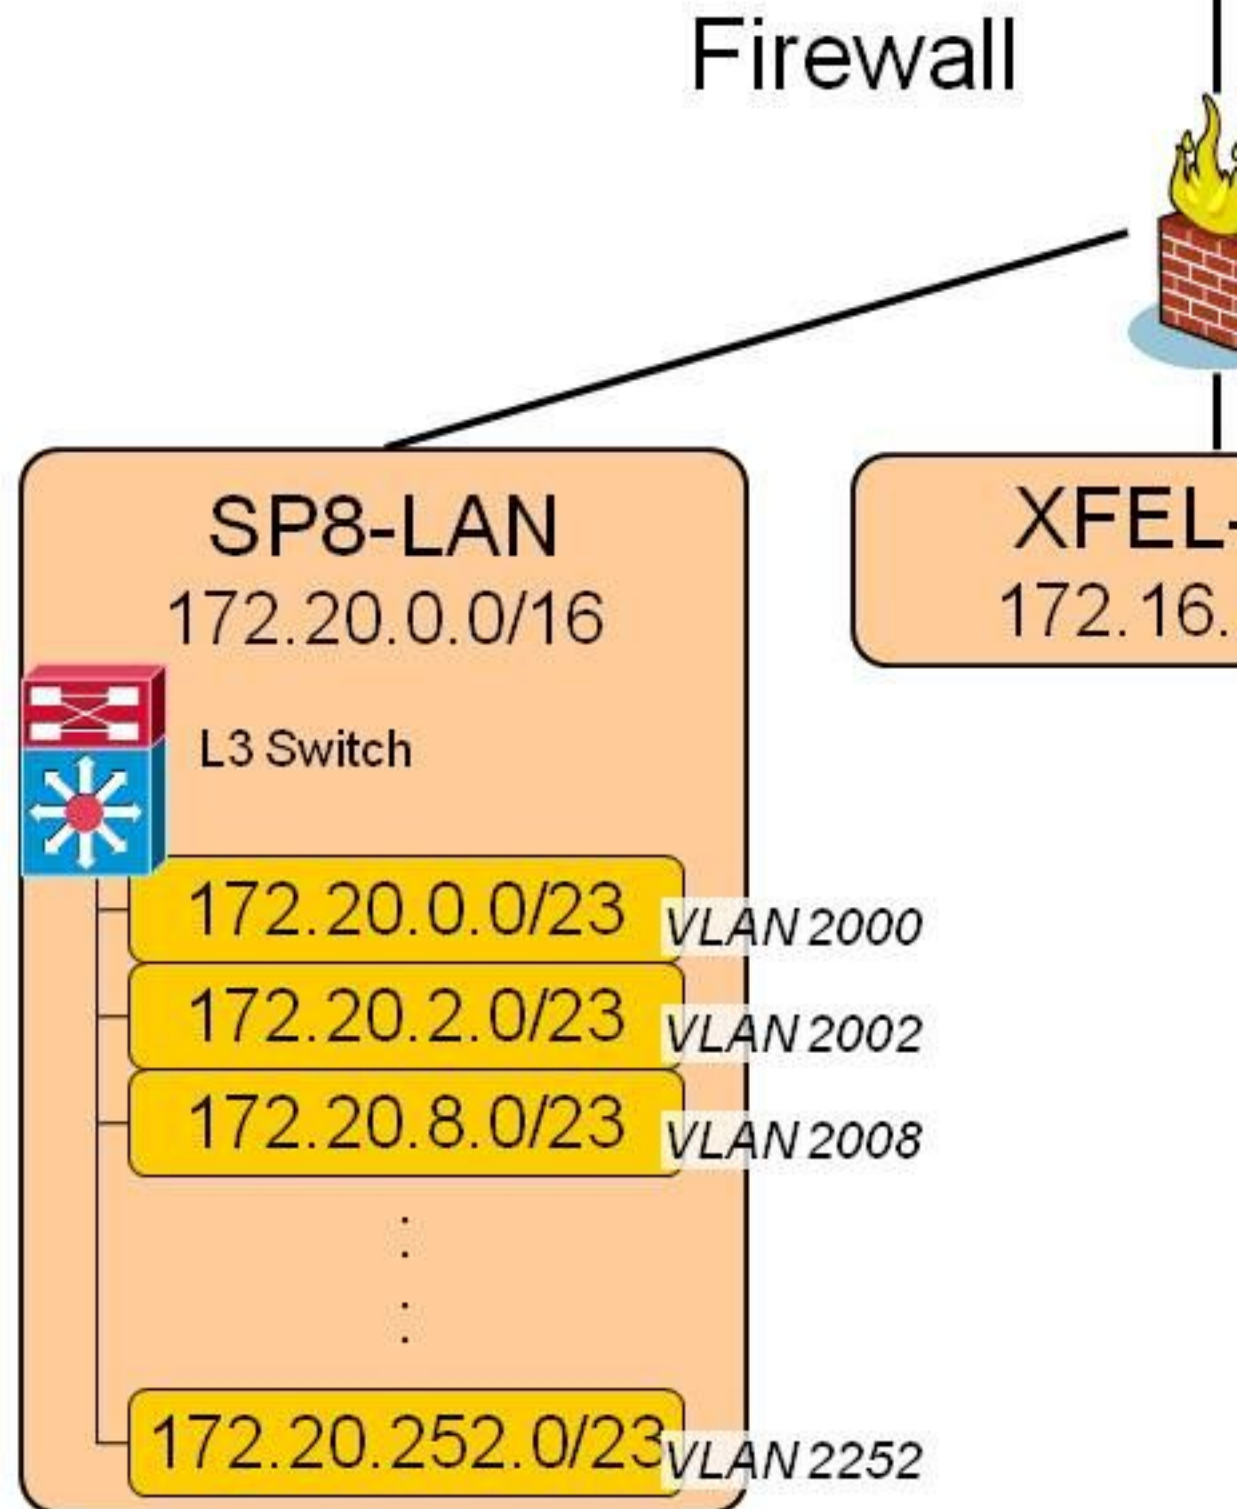 Firewall
SP8-LAN
172.20.0.0/16
XFEL-
172.16.
L3 Switch
172.20.0.0/23 VLAN 2000
172.20.2.0/23 VLAN 2002
172.20.8.0/23 VLAN 2008
172.20.252.0/23 VLAN 2252